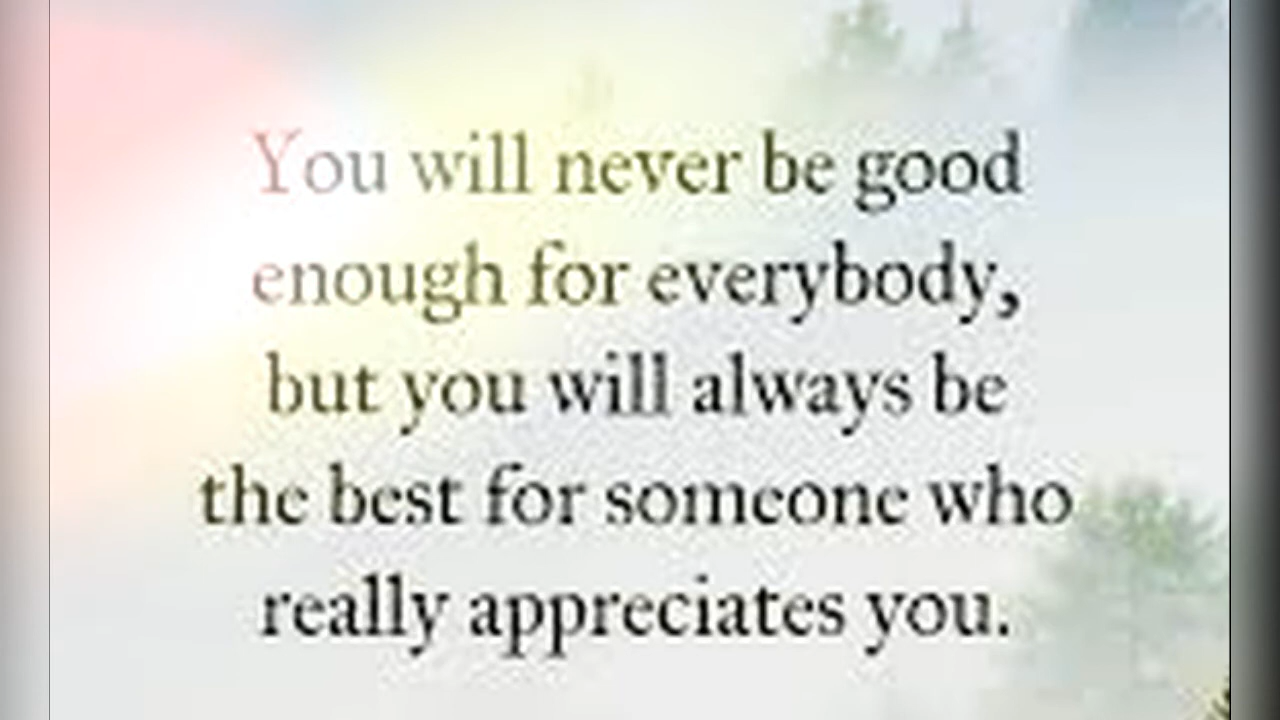 You will never be good
enough for everybody,
but you will always be
the best for someone who
really appreciates you.